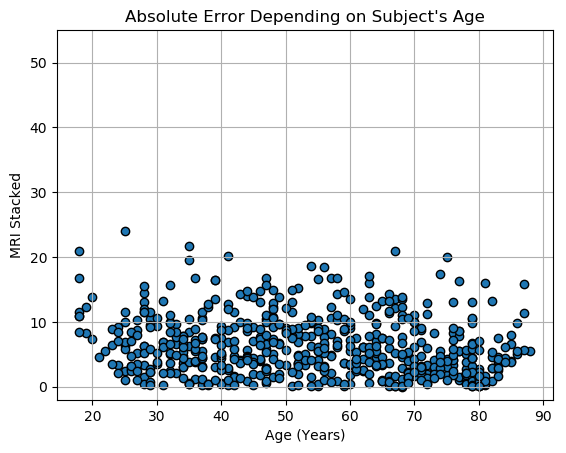 Absolute Error Depending on Subject's Age
MRI Stacked
50
40
30
20
10
0
20 30 40 50 60 70 80 90
Age (Years)